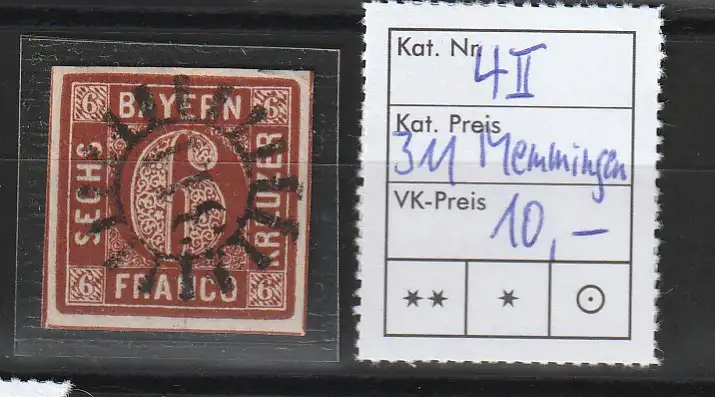 6 BAYERN 6
SECHS
6
KREUZER
6 FRANCO 6
Kat. Nr.
4 II
Kat. Preis
311 Memmingen
VK-Preis
10,-